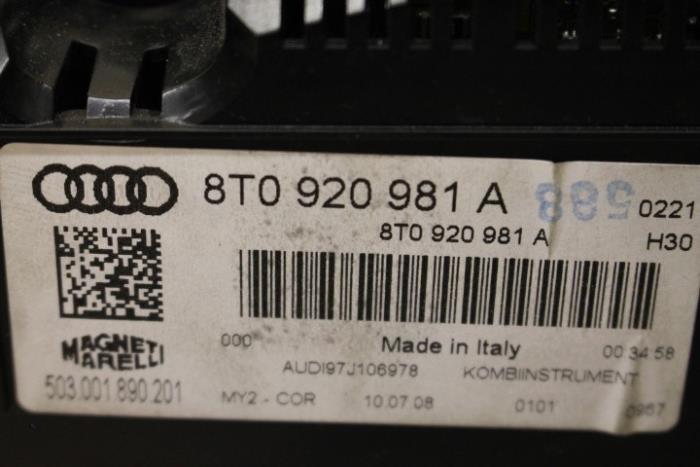 8T0 920 981 A 0221
8T0 920 981 A H30
000 Made in Italy 00:34:58
MAGNETI MARELLI
AUDI97J106978 KOMBIINSTRUMENT
503.001.890.201
MY2 - COR 10.07.08 0101 0967